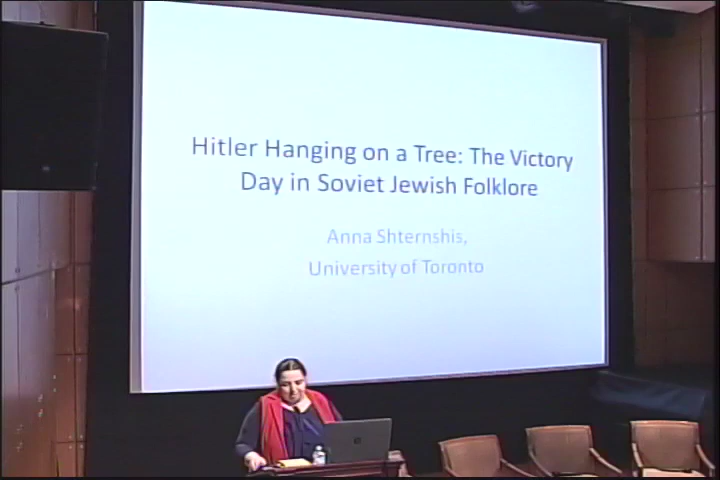 Hitler Hanging on a Tree: The Victory
Day in Soviet Jewish Folklore
Anna Shternshis,
University of Toronto